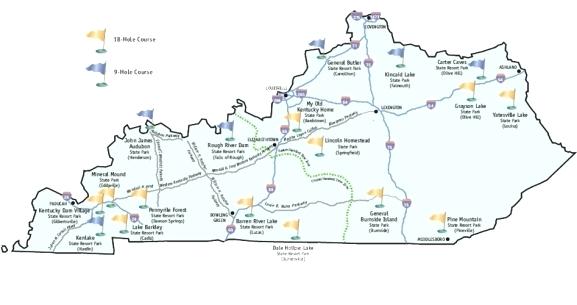 18-Hole Course
9-Hole Course
COVINGTON
General Butler
State Resort Park
(Carrollton)
Kincaid Lake
State Park
(Falmouth)
Carter Caves
State Resort Park
(Olive Hill)
ASHLAND
Grayson Lake
State Park
(Olive Hill)
Yatesville Lake
State Park
(Louisa)
My Old
Kentucky Home
State Park
(Bardstown)
LEXINGTON
John James
Audubon
State Park
(Henderson)
Rough River Dam
State Resort Park
(Falls of Rough)
ELIZABETHTOWN
Lincoln Homestead
State Park
(Springfield)
Mineral Mound
State Park
(Eddyville)
PADUCAH
Kentucky Dam Village
State Resort Park
(Gilbertsville)
Pennyrile Forest
State Resort Park
(Dawson Springs)
Kenlake
State Resort Park
(Hardin)
Lake Barkley
State Resort Park
(Cadiz)
BOWLING
GREEN
Barren River Lake
State Resort Park
(Lucas)
General
Burnside Island
State Park
(Burnside)
Pine Mountain
State Resort Park
(Pineville)
MIDDLESBORO
Dale Hollow Lake
State Resort Park
(Burkesville)